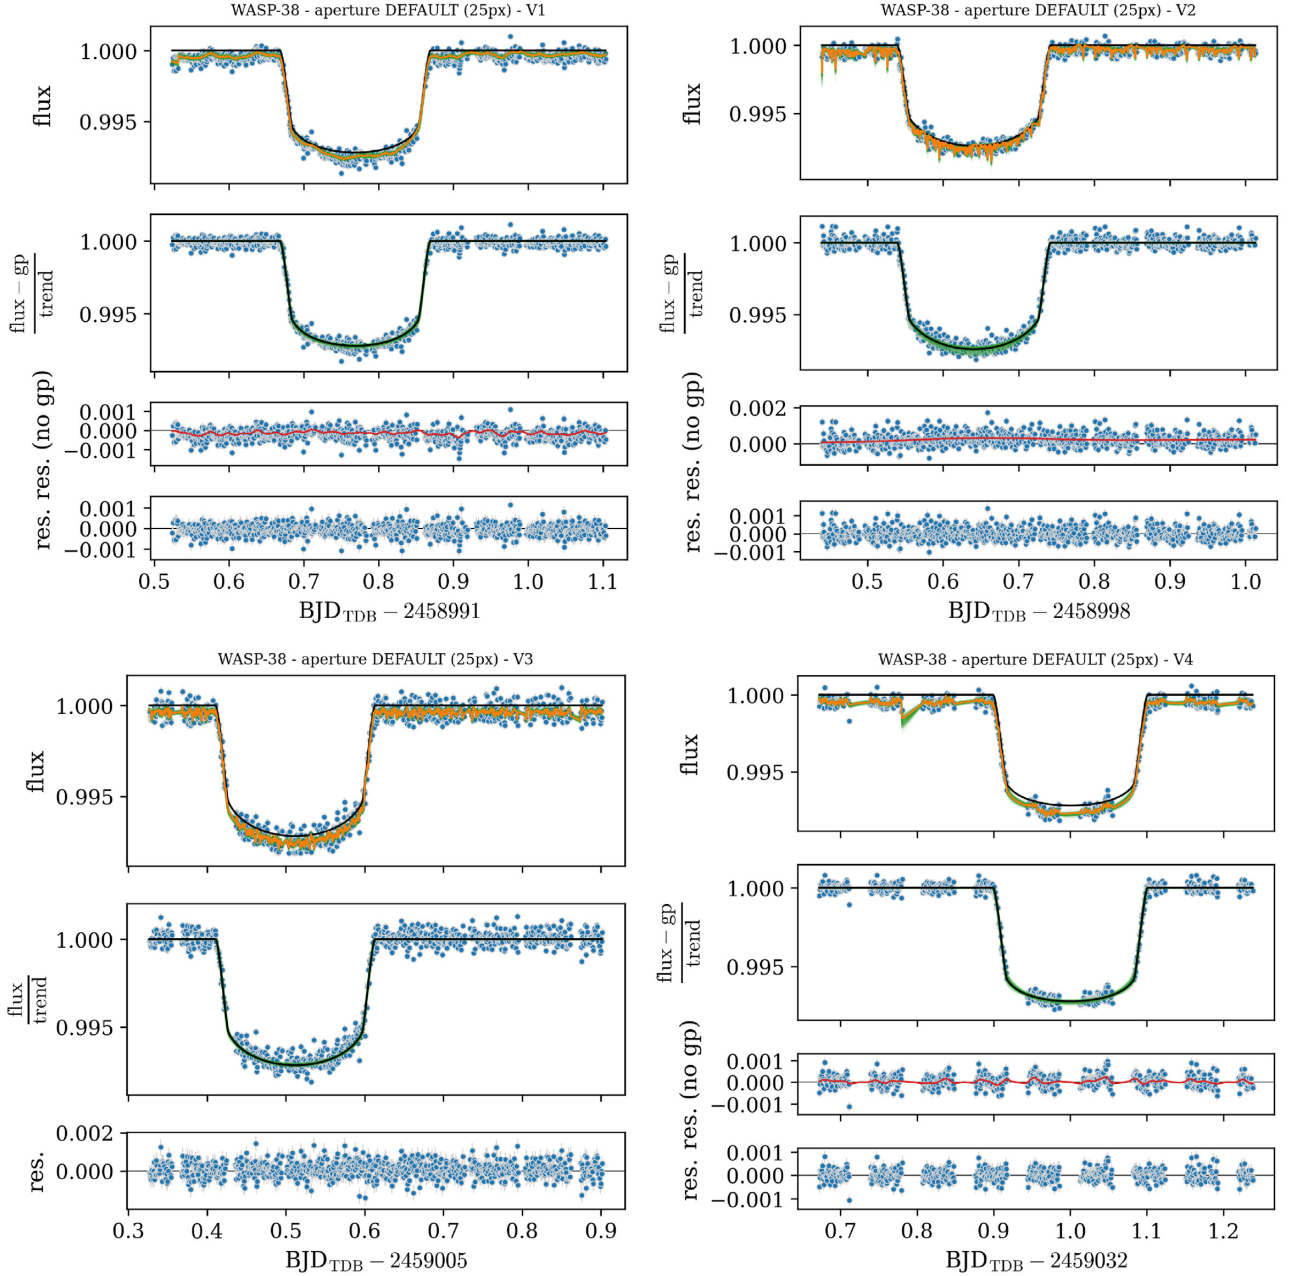 WASP-38 - aperture DEFAULT (25px) - V1
1.000
0.995
flux
1.000
0.995
flux − gp
trend
0.001
0.000
−0.001
res. (no gp)
0.001
0.000
−0.001
res.
0.5 0.6 0.7 0.8 0.9 1.0 1.1
BJD_TDB − 2458991
WASP-38 - aperture DEFAULT (25px) - V2
1.000
0.995
flux
1.000
0.995
flux − gp
trend
0.002
0.000
res. (no gp)
0.001
0.000
−0.001
res.
0.5 0.6 0.7 0.8 0.9 1.0
BJD_TDB − 2458998
WASP-38 - aperture DEFAULT (25px) - V3
1.000
0.995
flux
1.000
0.995
flux
trend
0.002
0.000
res.
0.3 0.4 0.5 0.6 0.7 0.8 0.9
BJD_TDB − 2459005
WASP-38 - aperture DEFAULT (25px) - V4
1.000
0.995
flux
1.000
0.995
flux − gp
trend
0.001
0.000
−0.001
res. (no gp)
0.001
0.000
−0.001
res.
0.7 0.8 0.9 1.0 1.1 1.2
BJD_TDB − 2459032